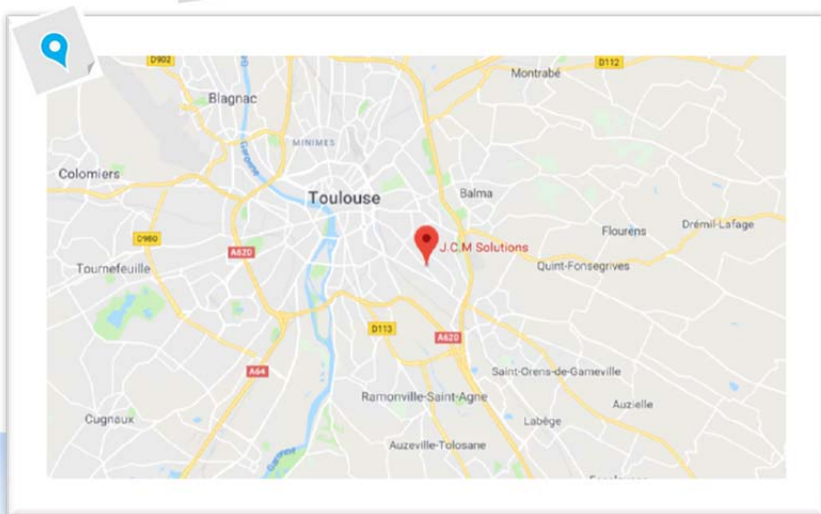 D902
D112
Montrabé
Blagnac
Garonne
MINIMES
Colomiers
Toulouse
Balma
Flourens
Drémil-Lafage
D980
A620
J.C.M Solutions
Tournefeuille
Quint-Fonsegrives
D113
A620
A64
Saint-Orens-de-Gameville
Ramonville-Saint-Agne
Auzielle
Cugnaux
Labège
Auzeville-Tolosane
Garonne